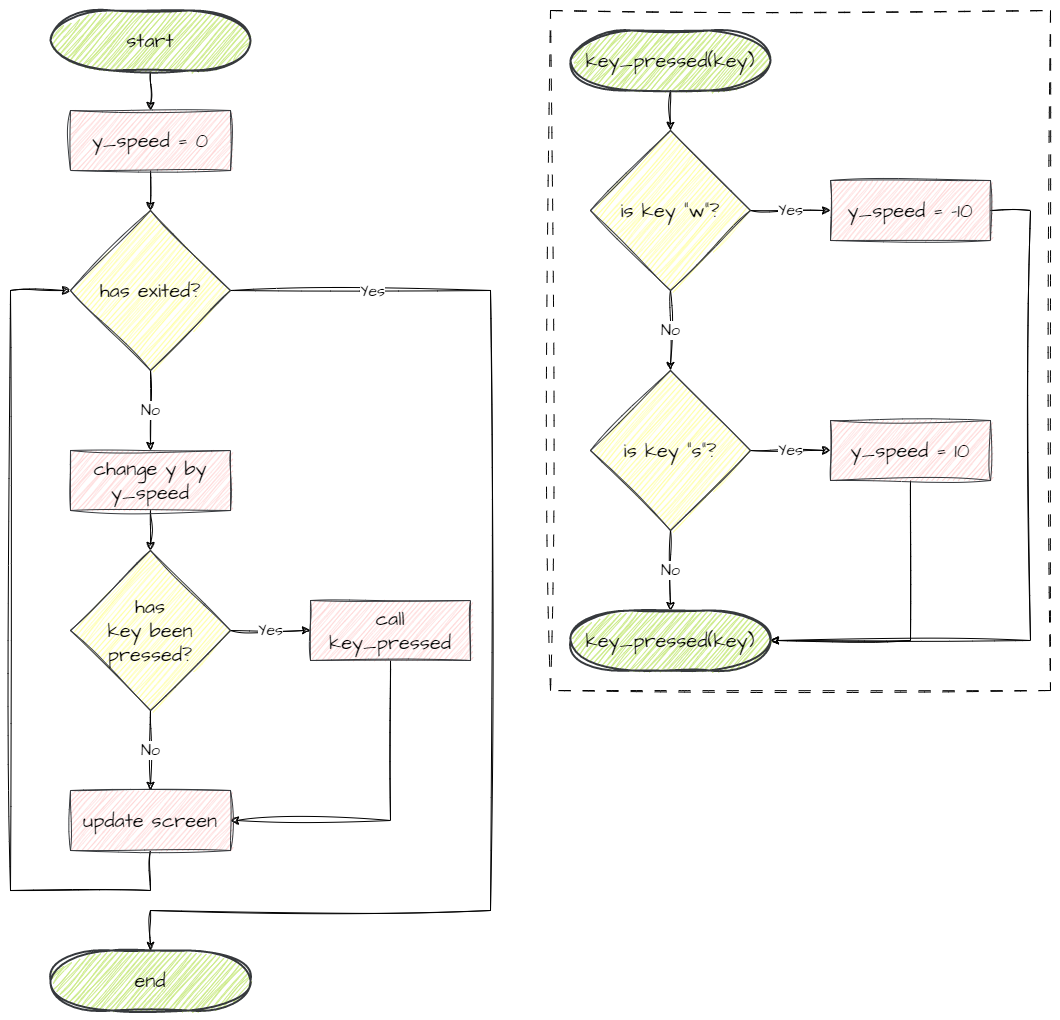 start
y_speed = 0
has exited?
Yes
No
change y by
y_speed
has
key been
pressed?
Yes
call
key_pressed
No
update screen
end
key_pressed(key)
is key "w"?
Yes
y_speed = -10
No
is key "s"?
Yes
y_speed = 10
No
key_pressed(key)